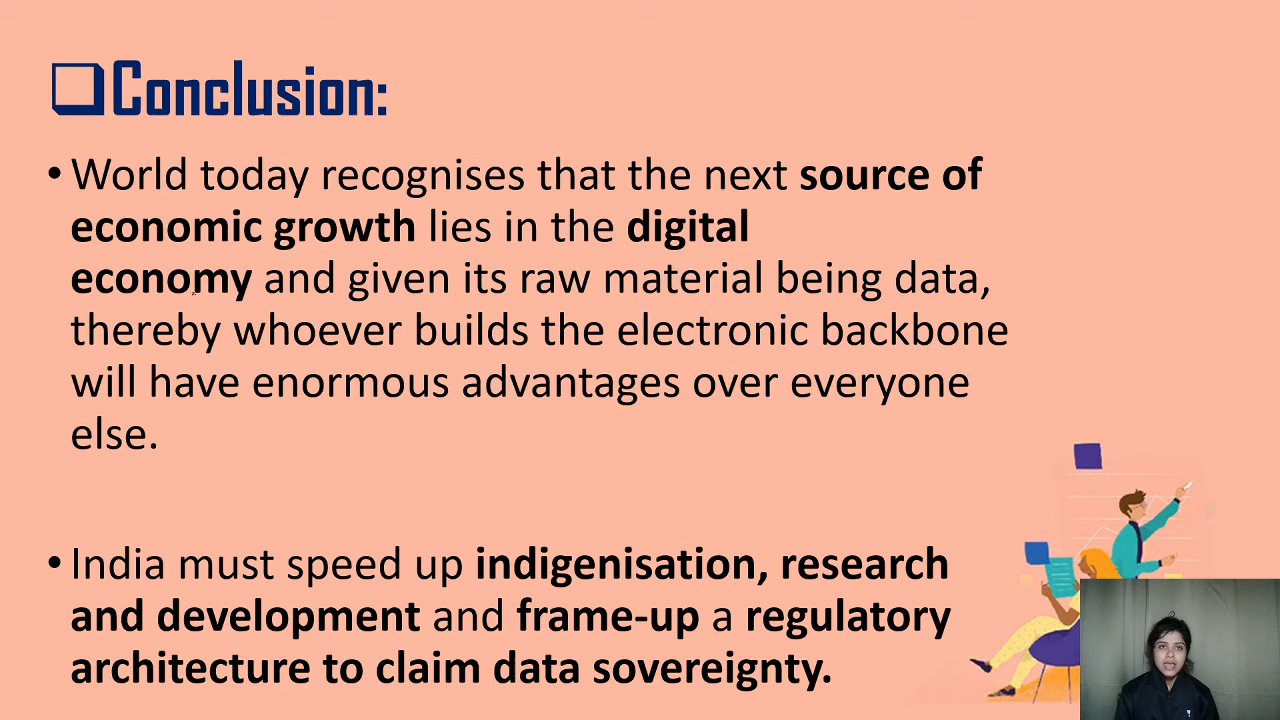 ❑Conclusion:
• World today recognises that the next source of
economic growth lies in the digital
economy and given its raw material being data,
thereby whoever builds the electronic backbone
will have enormous advantages over everyone
else.
• India must speed up indigenisation, research
and development and frame-up a regulatory
architecture to claim data sovereignty.